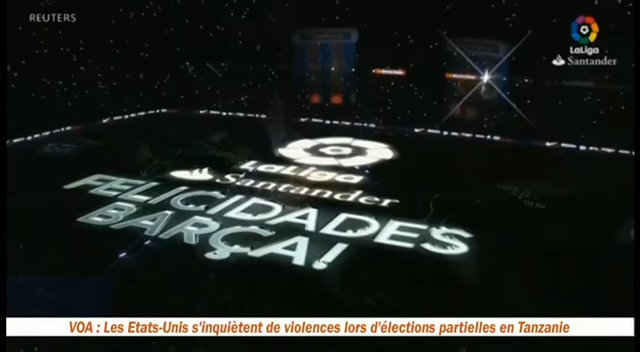 REUTERS
LaLiga
Santander
LaLiga
Santander
FELICIDADES
BARÇA!
VOA : Les Etats-Unis s'inquiètent de violences lors d'élections partielles en Tanzanie